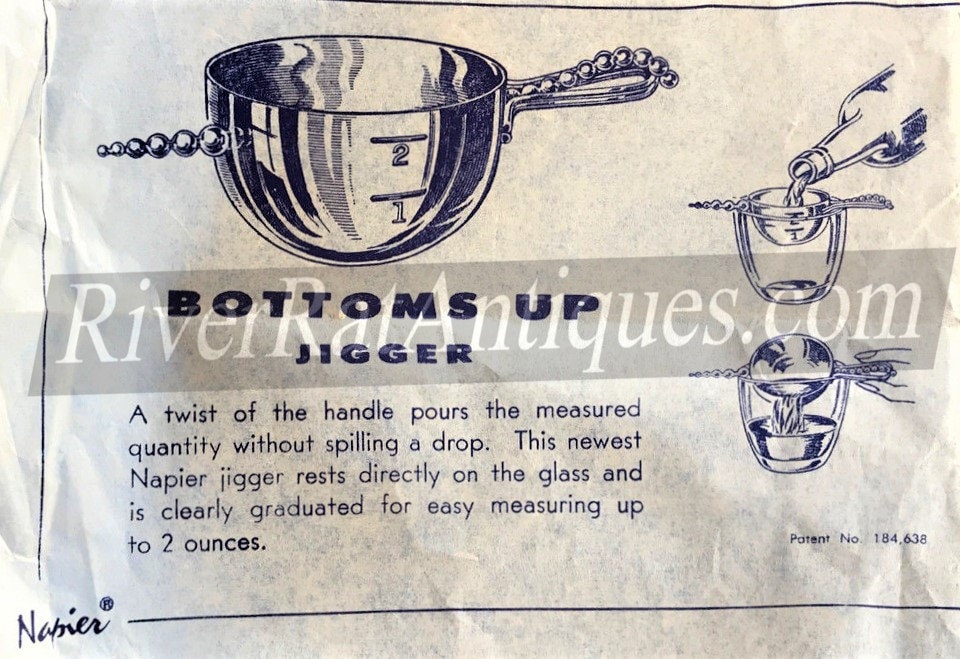 2
1
2
1
RiverRatAntiques.com
BOTTOMS UP
JIGGER
A twist of the handle pours the measured
quantity without spilling a drop. This newest
Napier jigger rests directly on the glass and
is clearly graduated for easy measuring up
to 2 ounces.
Patent No. 184,638
Napier®